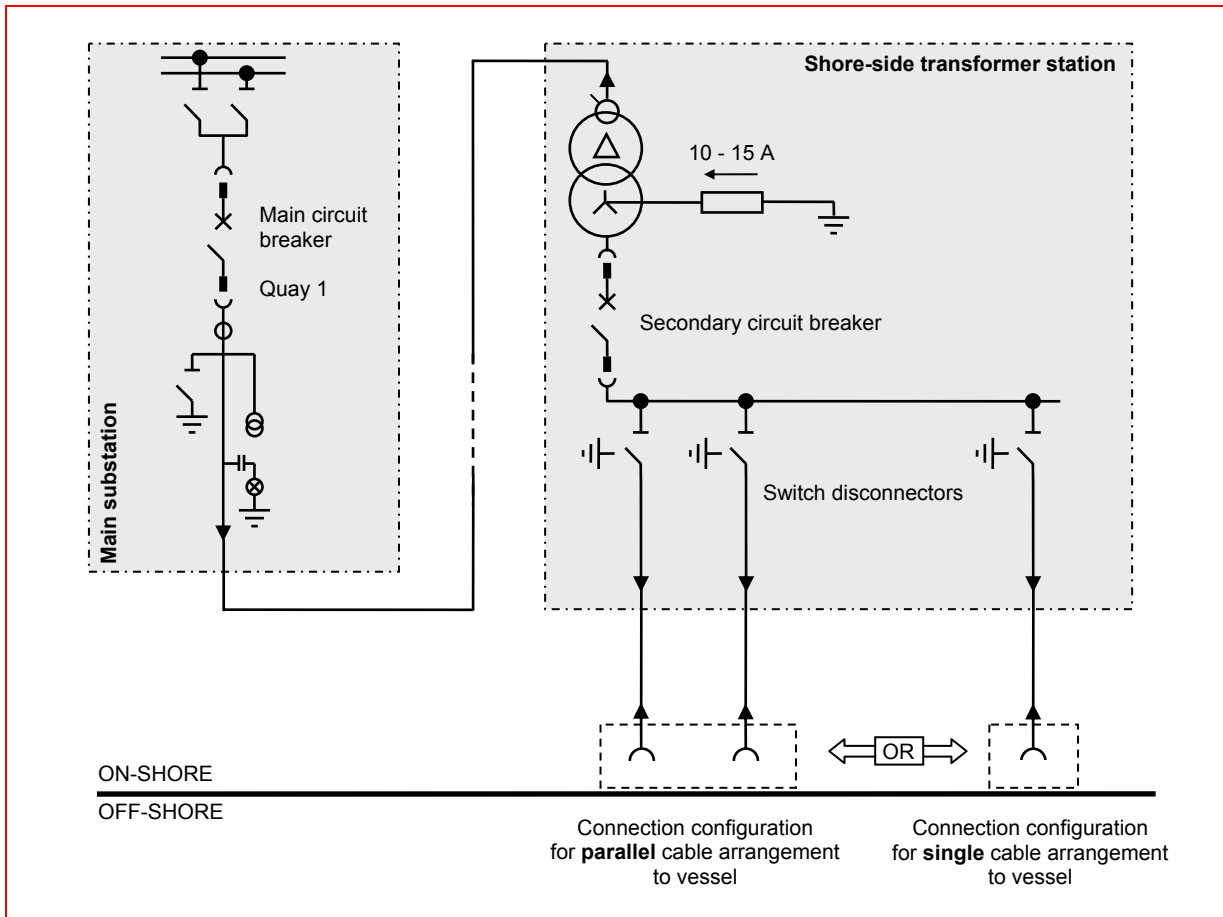 Shore-side transformer station
10 - 15 A
Main circuit
breaker
Quay 1
Main substation
Secondary circuit breaker
Switch disconnectors
OR
ON-SHORE
OFF-SHORE
Connection configuration
for parallel cable arrangement
to vessel
Connection configuration
for single cable arrangement
to vessel